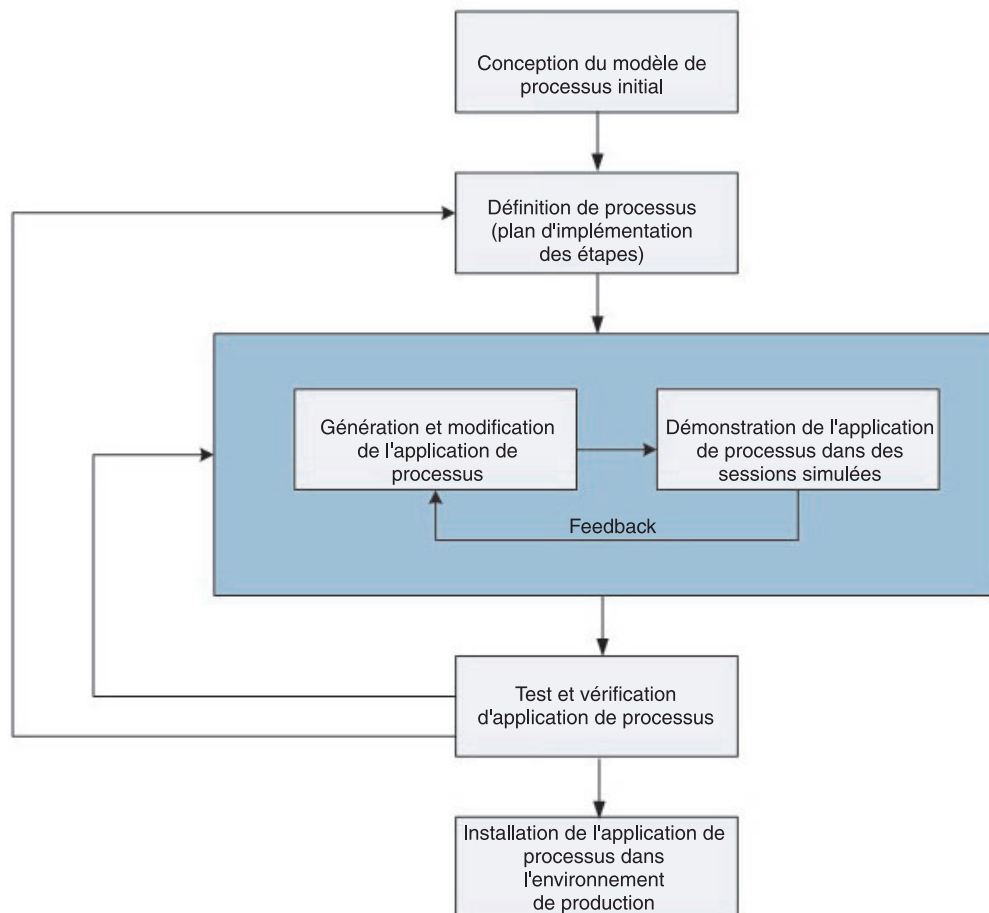 Conception du modèle de
processus initial
Définition de processus
(plan d'implémentation
des étapes)
Génération et modification
de l'application de
processus
Démonstration de l'application
de processus dans des
sessions simulées
Feedback
Test et vérification
d'application de processus
Installation de l'application de
processus dans
l'environnement
de production